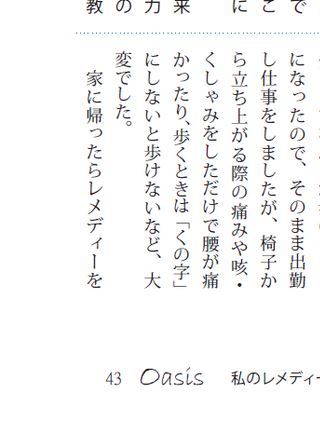 で
こ
に
来
力
の
教
になったので、そのまま出勤
し仕事をしましたが、椅子か
ら立ち上がる際の痛みや咳・
くしゃみをしただけで腰が痛
かったり、歩くときは「くの字」
にしないと歩けないなど、大
変でした。
家に帰ったらレメディーを
43 Oasis 私のレメディー